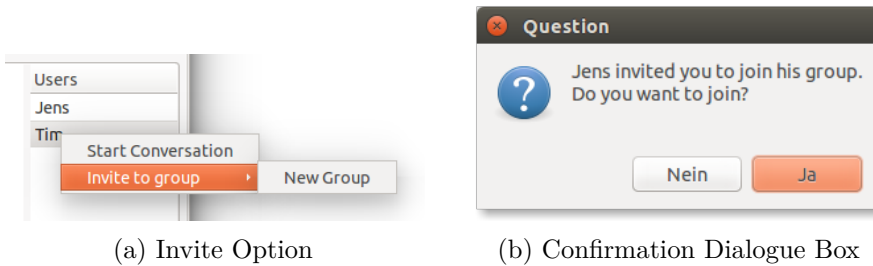 Users
Jens
Tim
Start Conversation
Invite to group
New Group
(a) Invite Option
Question
Jens invited you to join his group.
Do you want to join?
Nein
Ja
(b) Confirmation Dialogue Box